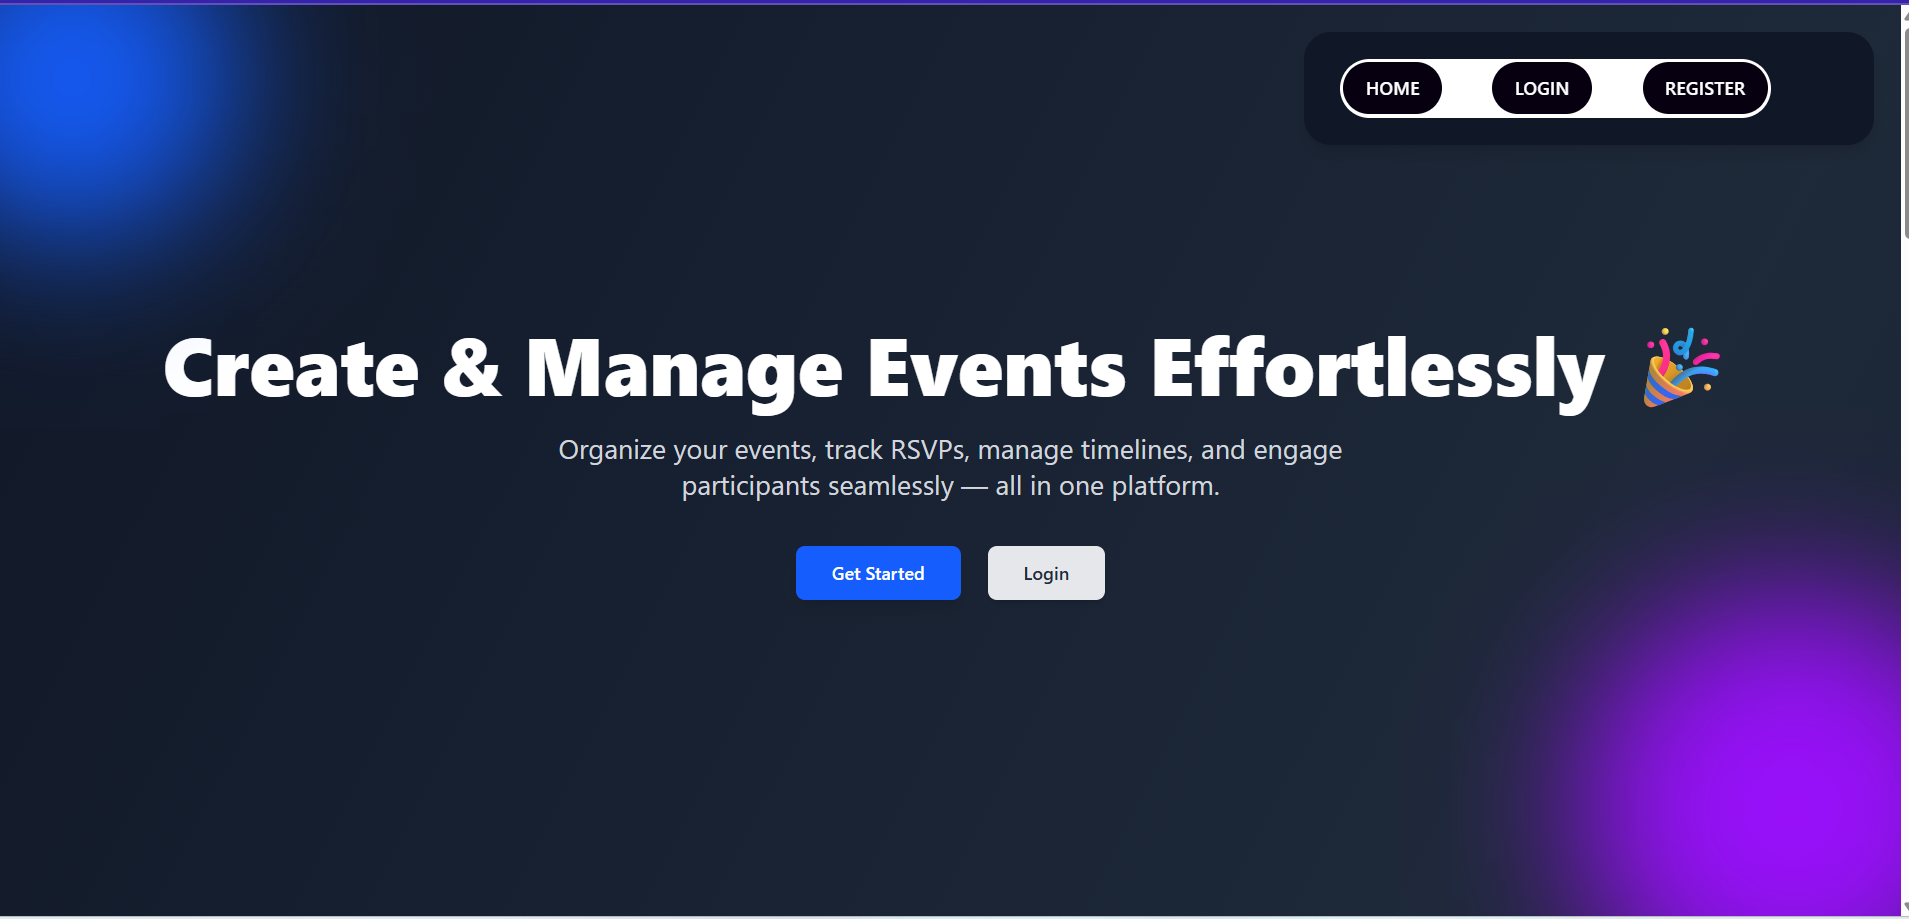 HOME LOGIN REGISTER
Create & Manage Events Effortlessly 🎉
Organize your events, track RSVPs, manage timelines, and engage
participants seamlessly — all in one platform.
Get Started Login